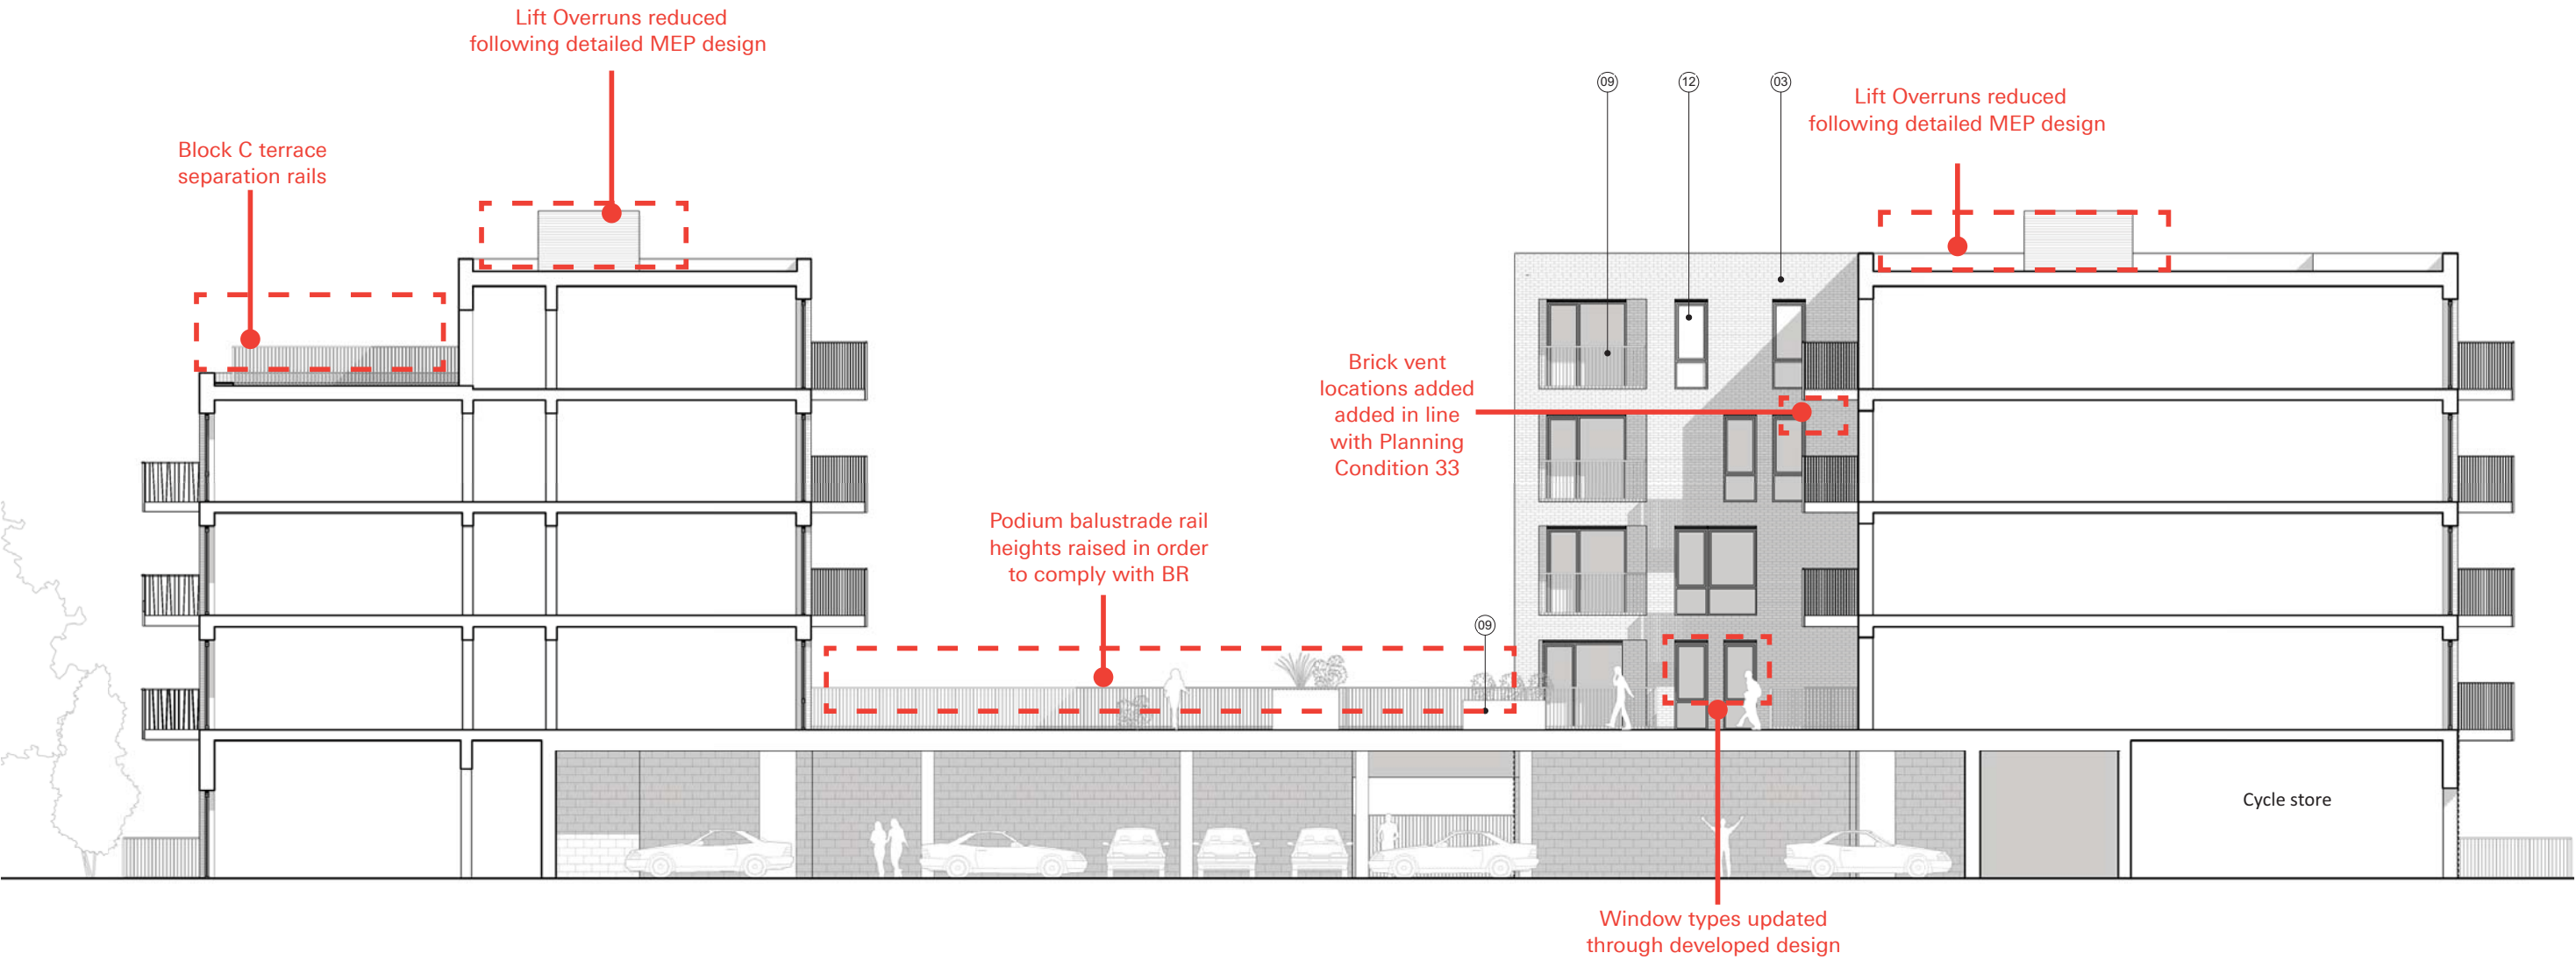 Lift Overruns reduced
following detailed MEP design
Block C terrace
separation rails
09
12
03
Lift Overruns reduced
following detailed MEP design
Brick vent
locations added
added in line
with Planning
Condition 33
Podium balustrade rail
heights raised in order
to comply with BR
09
Cycle store
Window types updated
through developed design